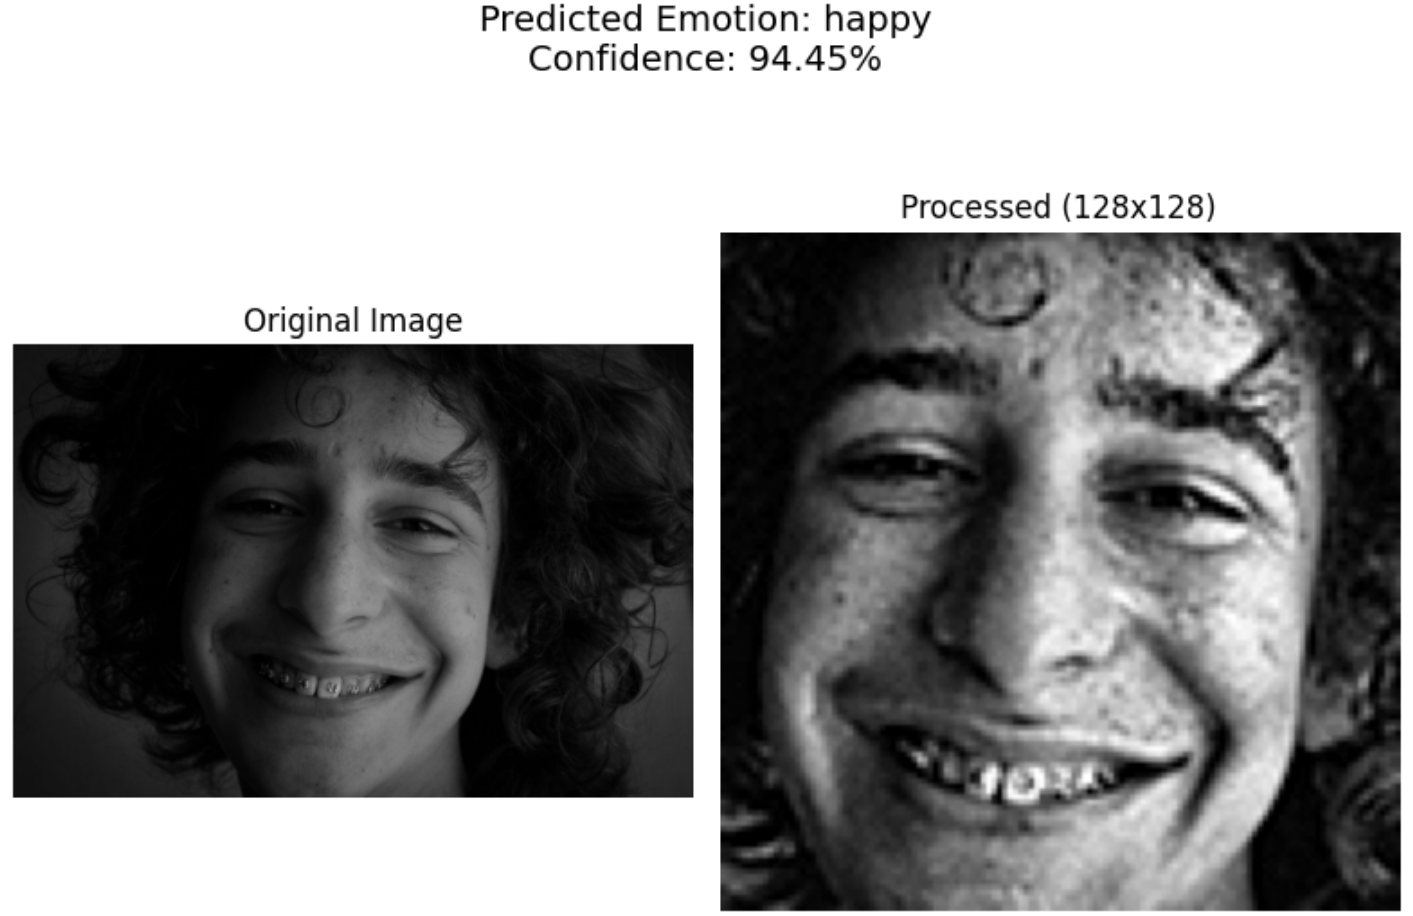 Predicted Emotion: happy
Confidence: 94.45%
Original Image
Processed (128x128)